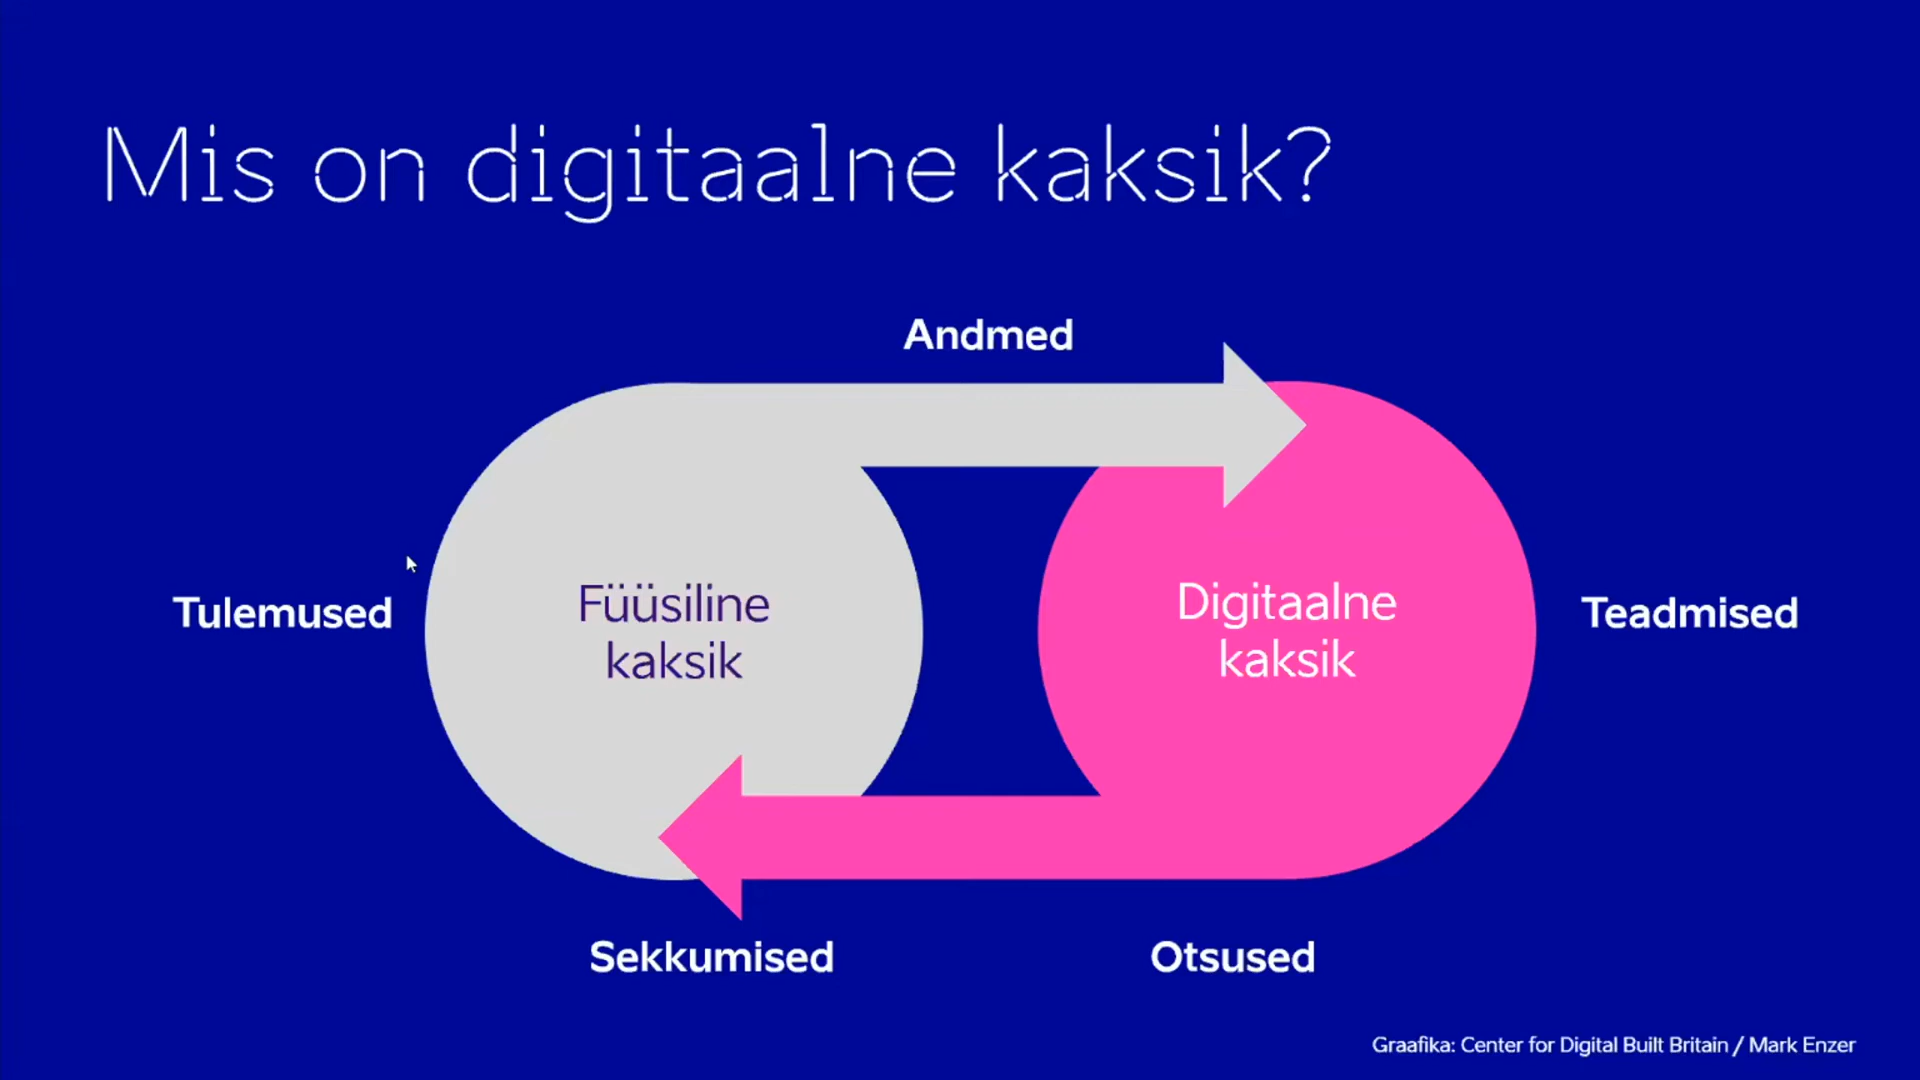 Mis on digitaalne kaksik?
Andmed
Tulemused
Füüsiline
kaksik
Digitaalne
kaksik
Teadmised
Sekkumised
Otsused
Graafika: Center for Digital Built Britain / Mark Enzer